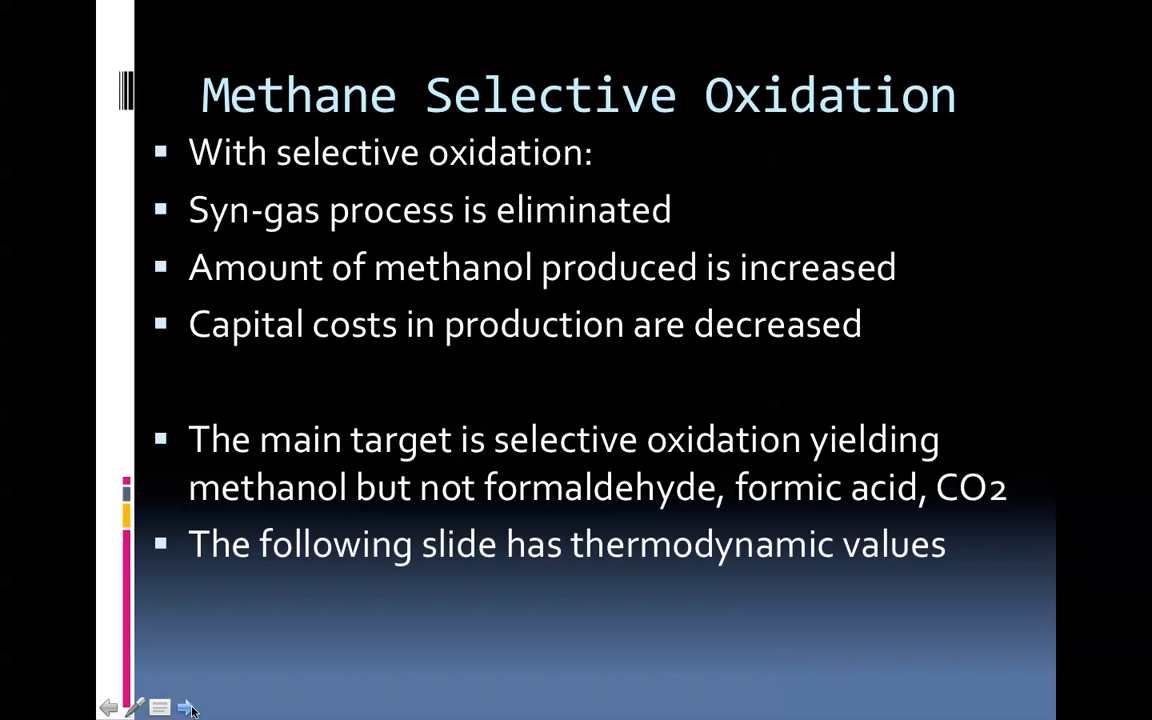 Methane Selective Oxidation
With selective oxidation:
Syn-gas process is eliminated
Amount of methanol produced is increased
Capital costs in production are decreased
The main target is selective oxidation yielding
methanol but not formaldehyde, formic acid, CO2
The following slide has thermodynamic values